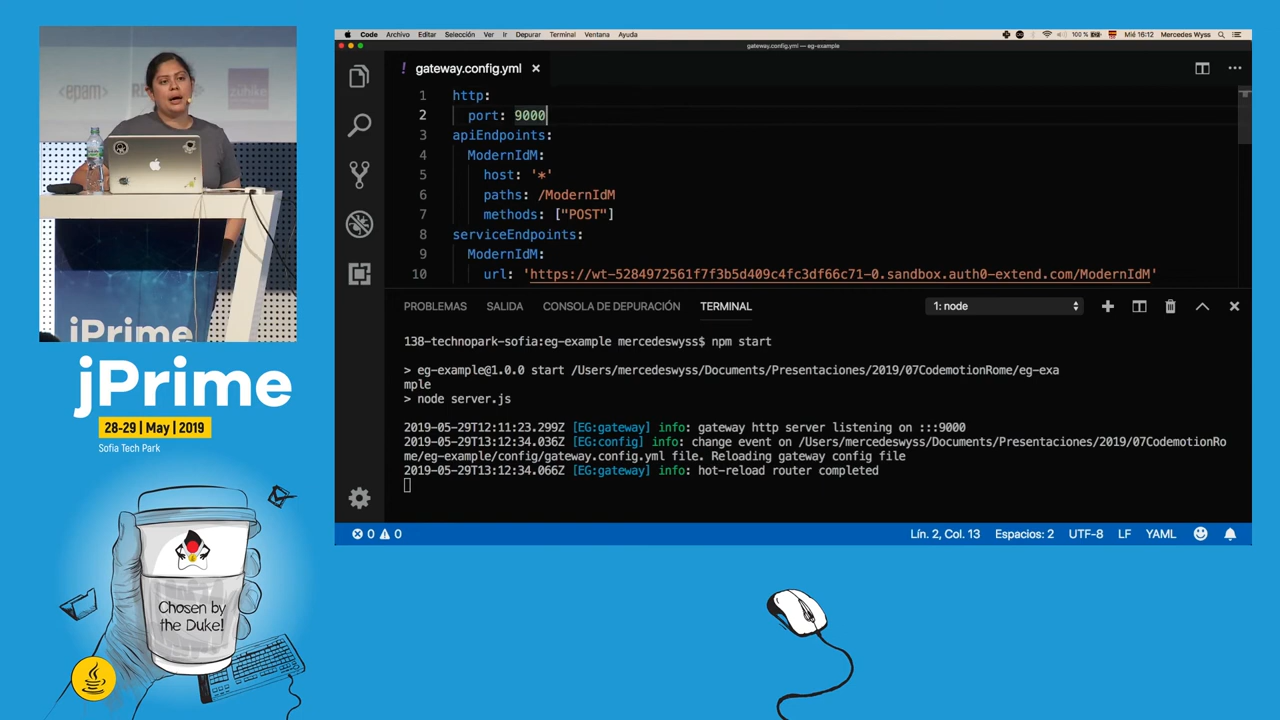 Code Archivo Editar Selección Ver Ir Depurar Terminal Ventana Ayuda
100 % Mié 16:12 Mercedes Wyss
gateway.config.yml — eg-example
! gateway.config.yml
1 http:
2 port: 9000
3 apiEndpoints:
4 ModernIdM:
5 host: '*'
6 paths: /ModernIdM
7 methods: ["POST"]
8 serviceEndpoints:
9 ModernIdM:
10 url: 'https://wt-5284972561f7f3b5d409c4fc3df66c71-0.sandbox.auth0-extend.com/ModernIdM'
PROBLEMAS SALIDA CONSOLA DE DEPURACIÓN TERMINAL 1: node
138-technopark-sofia:eg-example mercedeswyss$ npm start
> eg-example@1.0.0 start /Users/mercedeswyss/Documents/Presentaciones/2019/07CodemotionRome/eg-exa
mple
> node server.js
2019-05-29T12:11:23.299Z [EG:gateway] info: gateway http server listening on :::9000
2019-05-29T13:12:34.036Z [EG:config] info: change event on /Users/mercedeswyss/Documents/Presentaciones/2019/07CodemotionRo
me/eg-example/config/gateway.config.yml file. Reloading gateway config file
2019-05-29T13:12:34.066Z [EG:gateway] info: hot-reload router completed
0 0 Lín. 2, Col. 13 Espacios: 2 UTF-8 LF YAML
<epam>
zühlke
jPrime
jPrime
28-29 | May | 2019
Sofia Tech Park
Chosen by
the Duke!